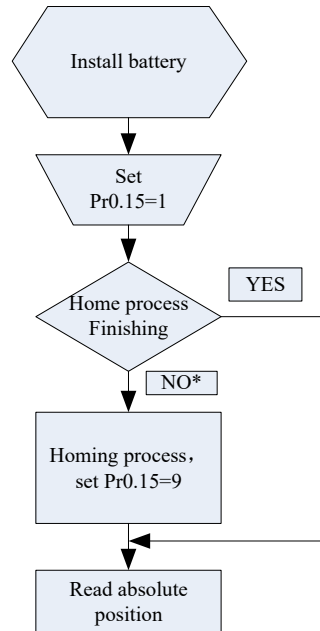 Install battery
Set
Pr0.15=1
Home process
Finishing
YES
NO*
Homing process，
set Pr0.15=9
Read absolute
position